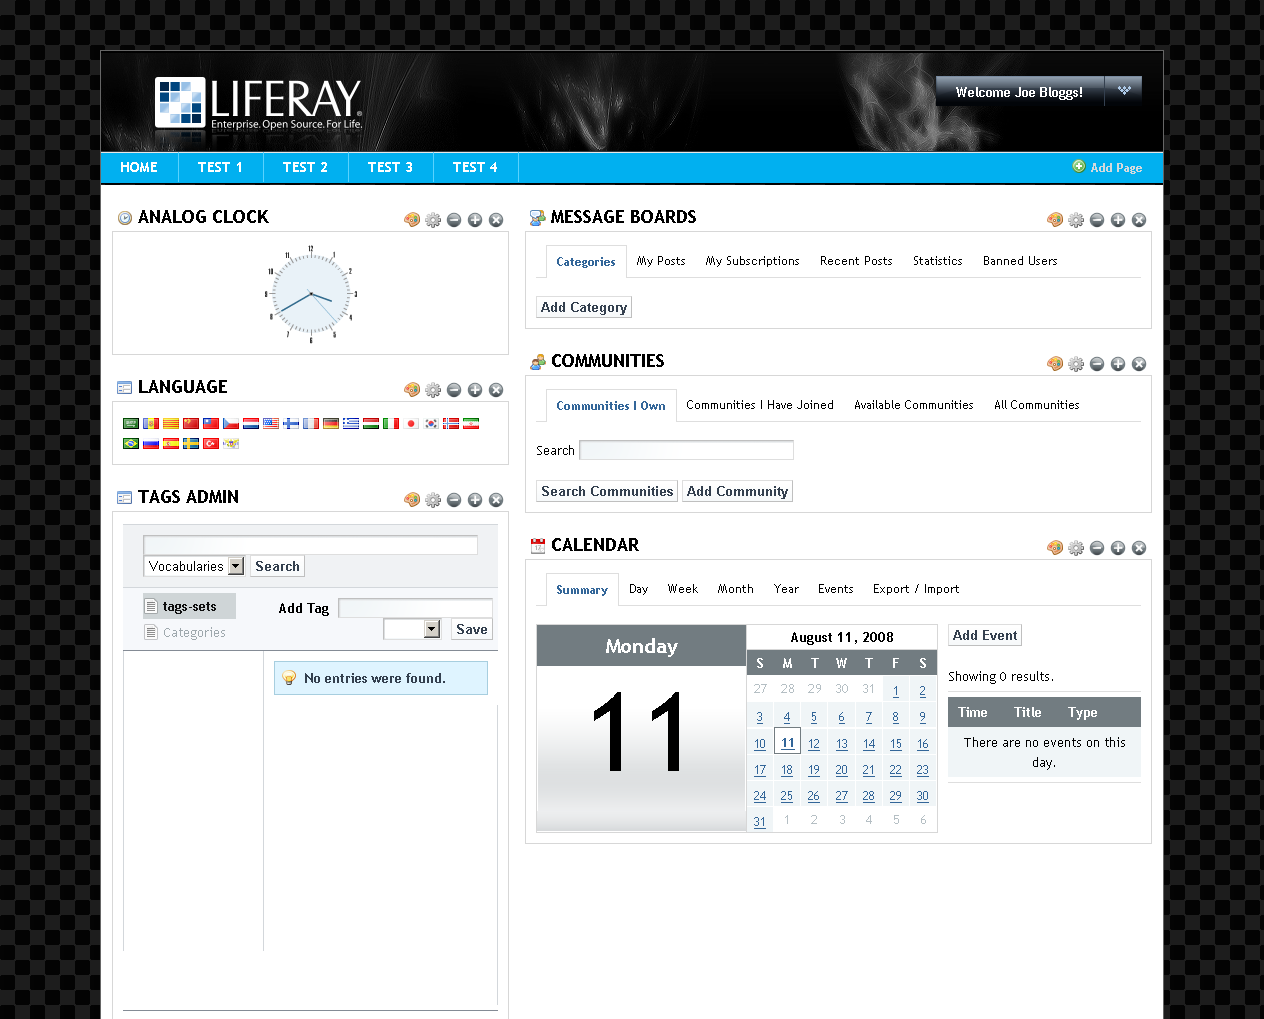 LIFERAY®
Enterprise. Open Source. For Life.
Welcome Joe Bloggs!
HOME TEST 1 TEST 2 TEST 3 TEST 4 Add Page
ANALOG CLOCK
12
1
2
3
4
5
6
7
8
9
10
11
LANGUAGE
TAGS ADMIN
Vocabularies Search
tags-sets
Categories
Add Tag
Save
No entries were found.
MESSAGE BOARDS
Categories My Posts My Subscriptions Recent Posts Statistics Banned Users
Add Category
COMMUNITIES
Communities I Own Communities I Have Joined Available Communities All Communities
Search
Search Communities Add Community
CALENDAR
17
Summary Day Week Month Year Events Export / Import
Monday
11
August 11, 2008
S M T W T F S
27 28 29 30 31 1 2
3 4 5 6 7 8 9
10 11 12 13 14 15 16
17 18 19 20 21 22 23
24 25 26 27 28 29 30
31 1 2 3 4 5 6
Add Event
Showing 0 results.
Time Title Type
There are no events on this
day.